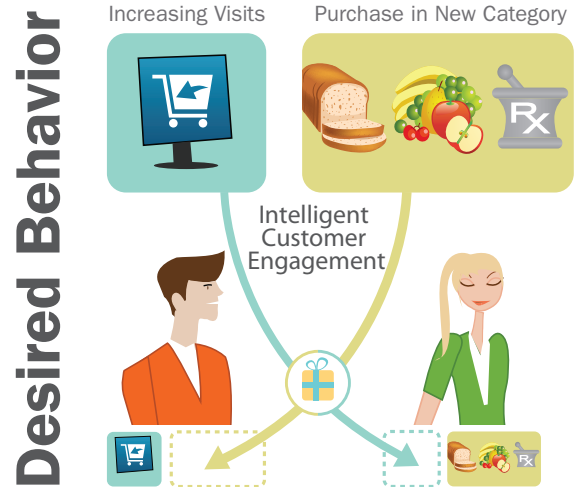 Desired Behavior
Increasing Visits
Purchase in New Category
Rx
Intelligent
Customer
Engagement
Rx